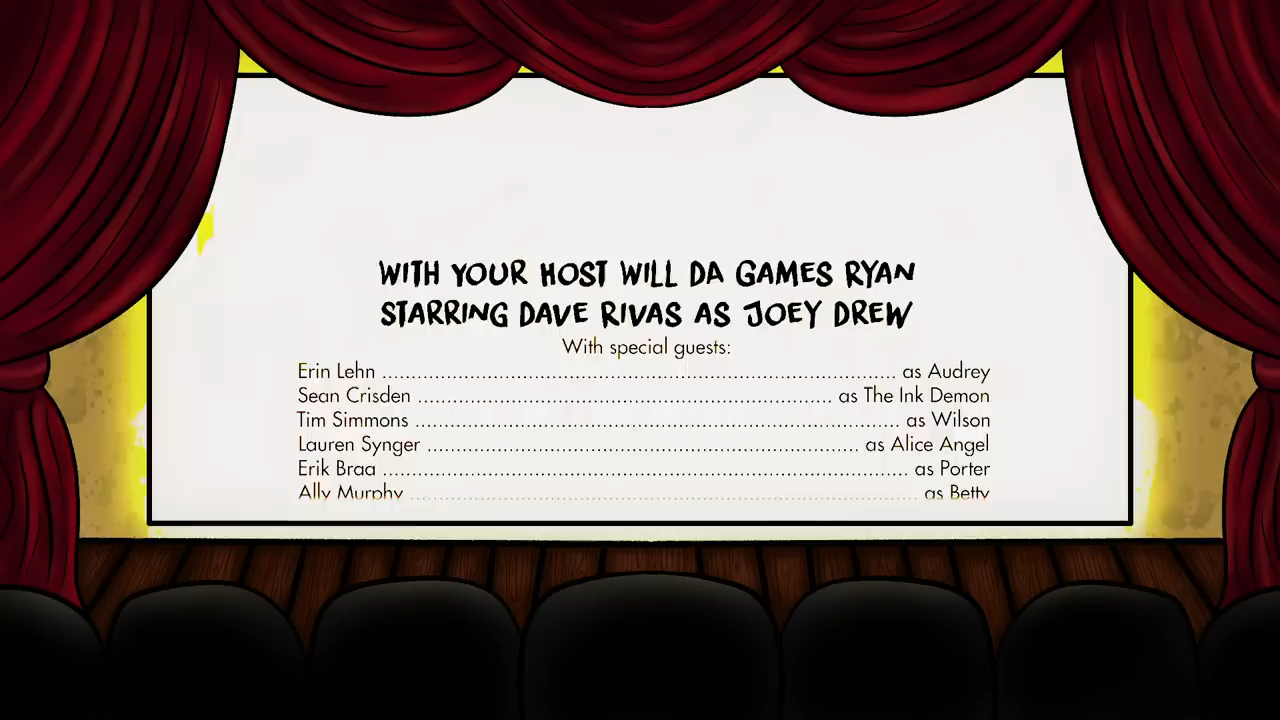 WITH YOUR HOST WILL DA GAMES RYAN
STARRING DAVE RIVAS AS JOEY DREW
With special guests:
Erin Lehn ........................................................................................ as Audrey
Sean Crisden ....................................................................... as The Ink Demon
Tim Simmons .................................................................................. as Wilson
Lauren Synger .......................................................................... as Alice Angel
Erik Braa .......................................................................................... as Porter
Ally Murphy ...................................................................................... as Betty